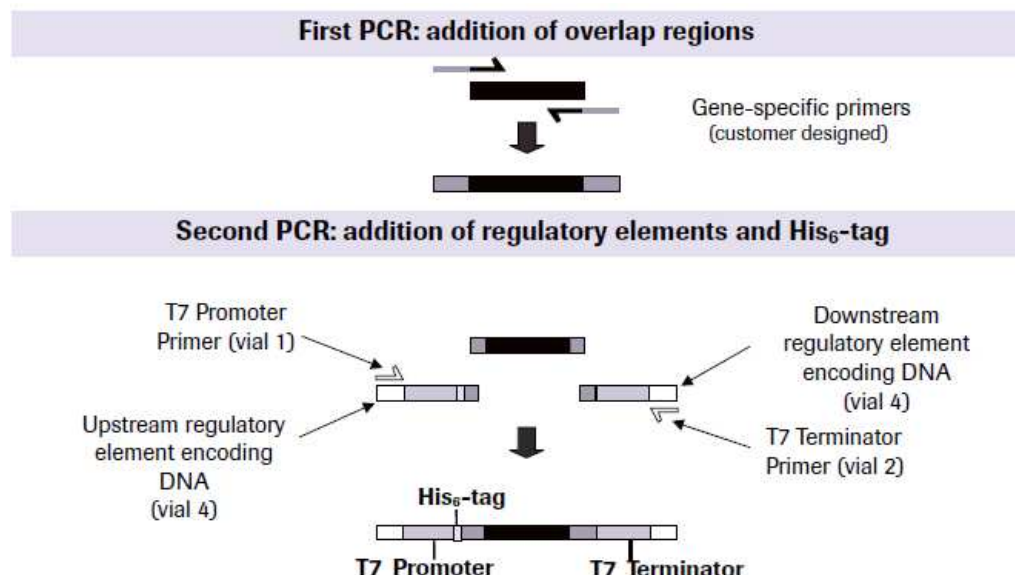 First PCR: addition of overlap regions
Gene-specific primers
(customer designed)
Second PCR: addition of regulatory elements and His₆-tag
T7 Promoter
Primer (vial 1)
Downstream
regulatory element
encoding DNA
(vial 4)
Upstream regulatory
element encoding
DNA
(vial 4)
T7 Terminator
Primer (vial 2)
His₆-tag
T7 Promoter
T7 Terminator